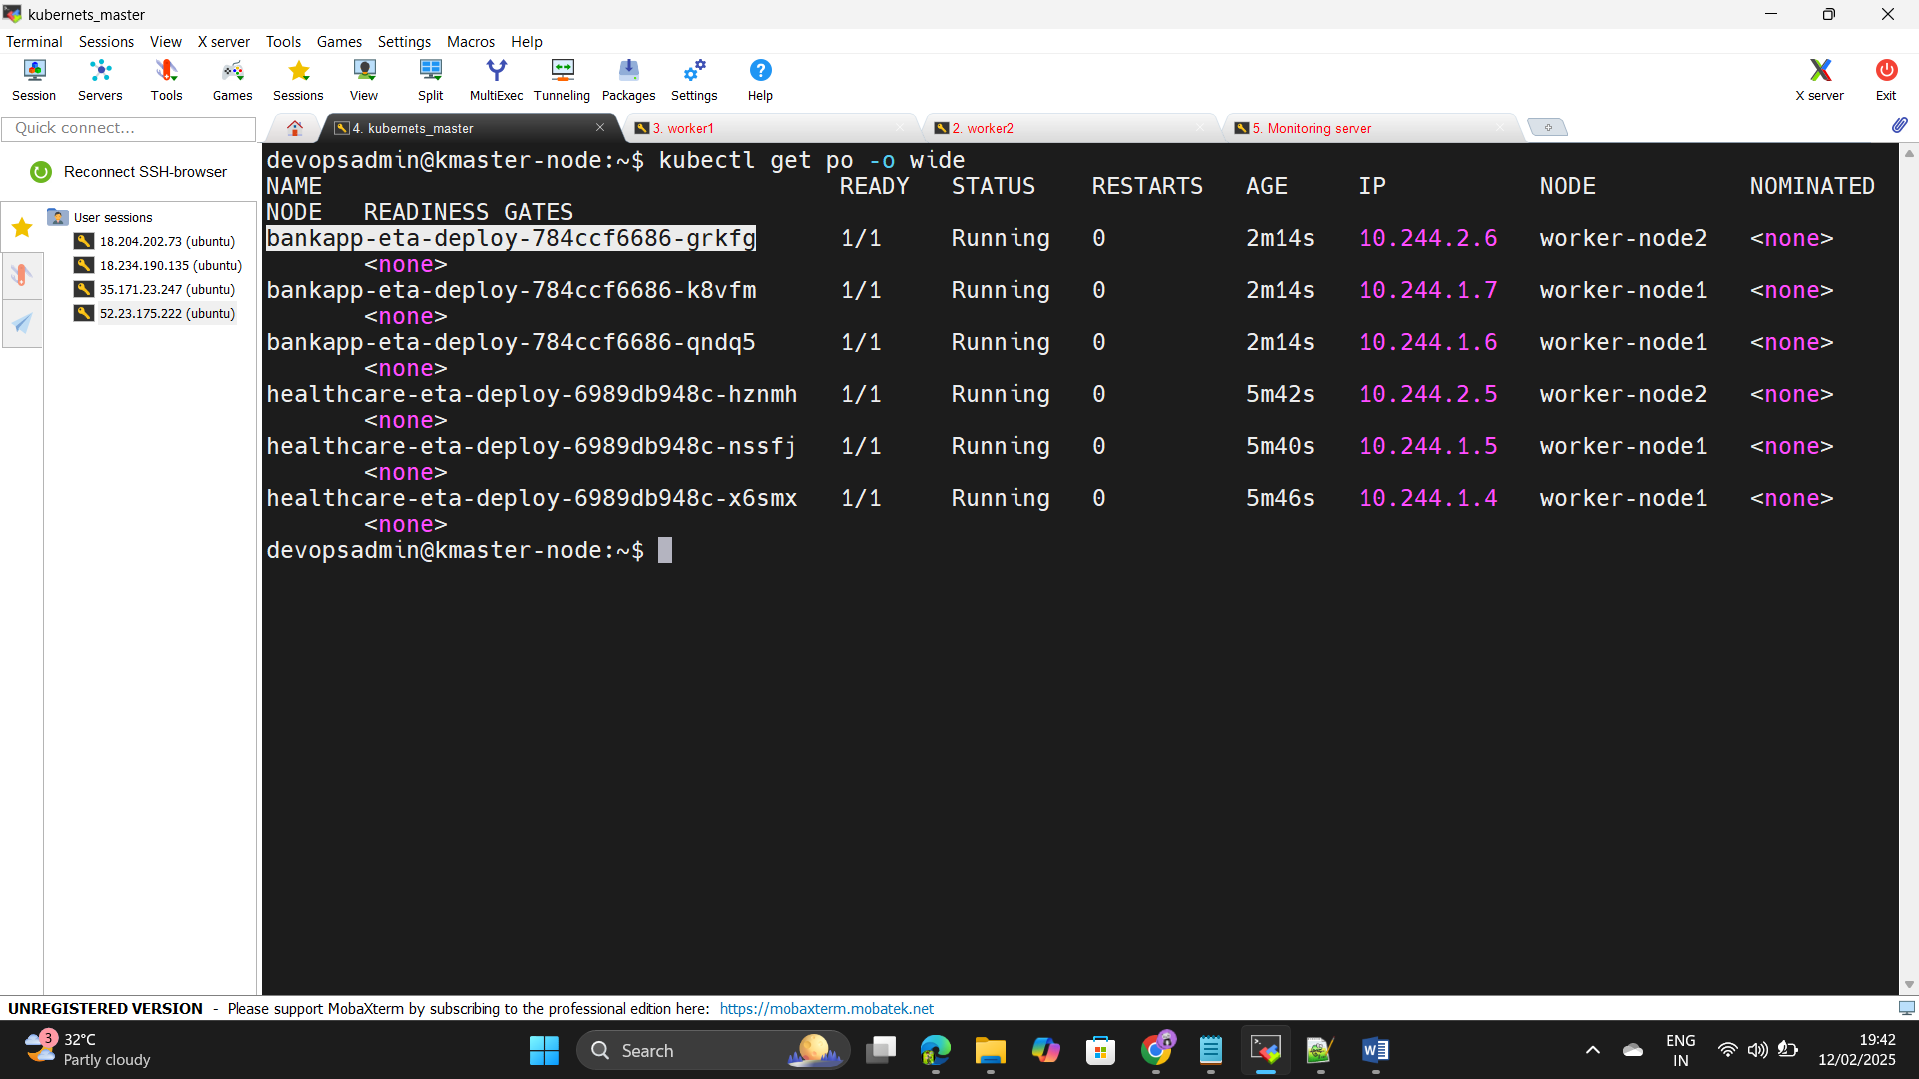 kubernets_master
Terminal Sessions View X server Tools Games Settings Macros Help
Session Servers Tools Games Sessions View Split MultiExec Tunneling Packages Settings Help X server Exit
Quick connect...
4. kubernets_master
3. worker1
2. worker2
5. Monitoring server
Reconnect SSH-browser
User sessions
18.204.202.73 (ubuntu)
18.234.190.135 (ubuntu)
35.171.23.247 (ubuntu)
52.23.175.222 (ubuntu)
devopsadmin@kmaster-node:~$ kubectl get po -o wide
NAME READY STATUS RESTARTS AGE IP NODE NOMINATED
NODE READINESS GATES
bankapp-eta-deploy-784ccf6686-grkfg 1/1 Running 0 2m14s 10.244.2.6 worker-node2 <none>
<none>
bankapp-eta-deploy-784ccf6686-k8vfm 1/1 Running 0 2m14s 10.244.1.7 worker-node1 <none>
<none>
bankapp-eta-deploy-784ccf6686-qndq5 1/1 Running 0 2m14s 10.244.1.6 worker-node1 <none>
<none>
healthcare-eta-deploy-6989db948c-hznmh 1/1 Running 0 5m42s 10.244.2.5 worker-node2 <none>
<none>
healthcare-eta-deploy-6989db948c-nssfj 1/1 Running 0 5m40s 10.244.1.5 worker-node1 <none>
<none>
healthcare-eta-deploy-6989db948c-x6smx 1/1 Running 0 5m46s 10.244.1.4 worker-node1 <none>
<none>
devopsadmin@kmaster-node:~$
UNREGISTERED VERSION - Please support MobaXterm by subscribing to the professional edition here: https://mobaxterm.mobatek.net
3
32°C
Partly cloudy
Search
ENG
IN
19:42
12/02/2025